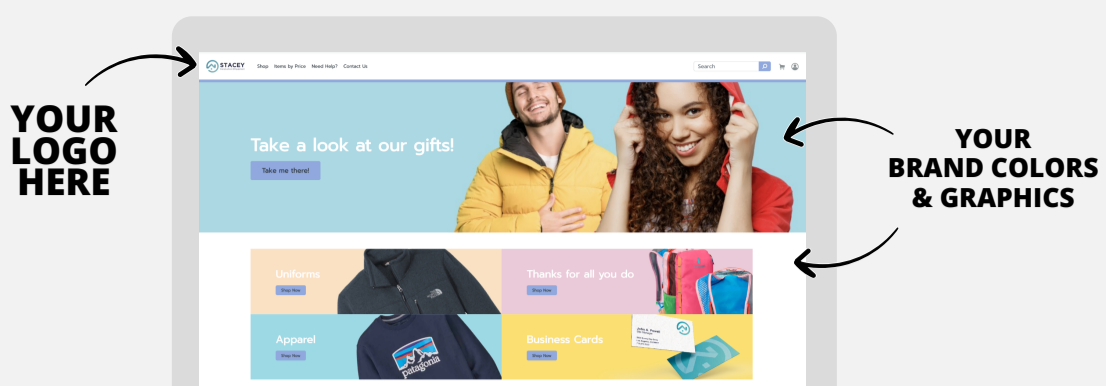 YOUR
LOGO
HERE
STACEY
Shop Items by Price Need Help? Contact Us
Search
Take a look at our gifts!
Take me there!
YOUR
BRAND COLORS
& GRAPHICS
Uniforms
Shop Now
Thanks for all you do
Shop Now
Apparel
Shop Now
patagonia
Business Cards
Shop Now